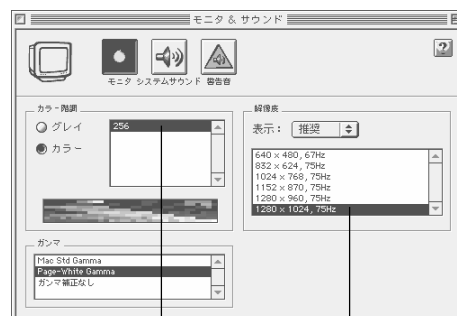 モニタ & サウンド
モニタ システムサウンド 警告音
?
カラー階調
グレイ
カラー
256
解像度
表示: 推奨
640 × 480, 67Hz
832 × 624, 75Hz
1024 × 768, 75Hz
1152 × 870, 75Hz
1280 × 960, 75Hz
1280 × 1024, 75Hz
ガンマ
Mac Std Gamma
Page-White Gamma
ガンマ補正なし